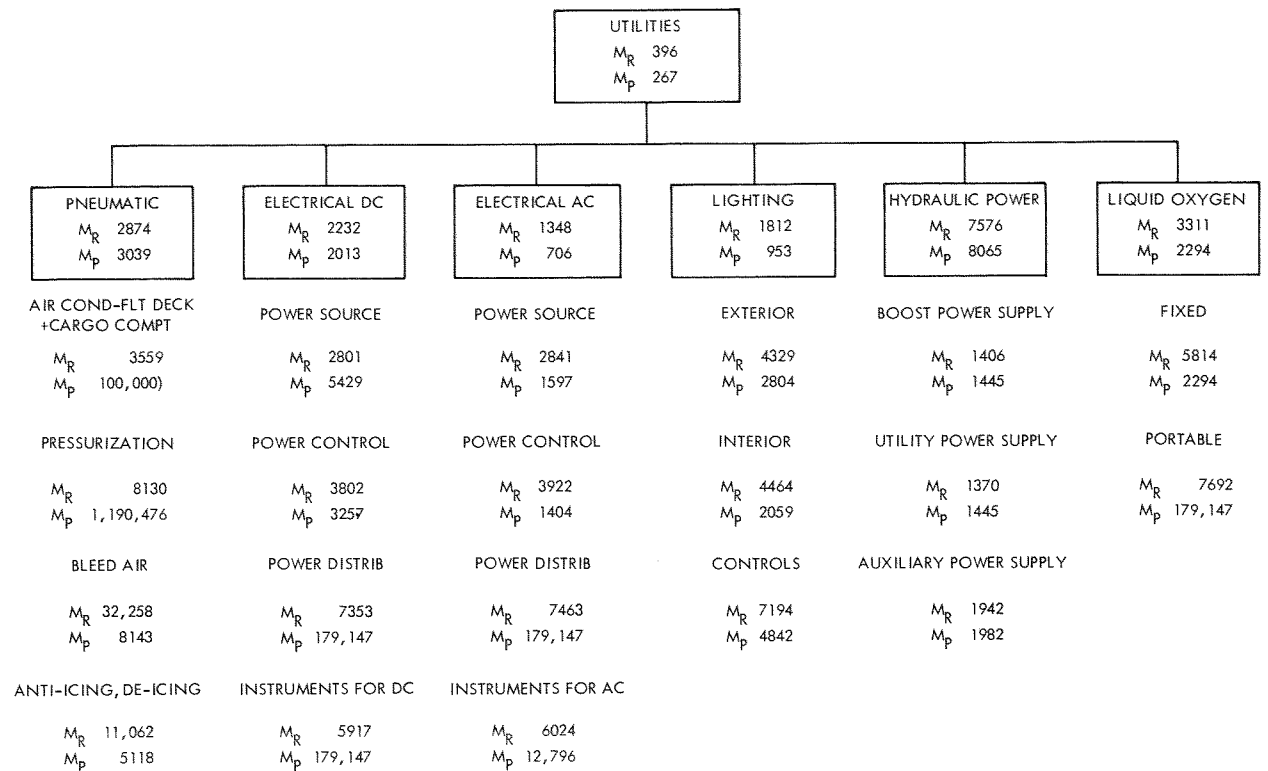 UTILITIES
M_R 396
M_P 267
PNEUMATIC
M_R 2874
M_P 3039
AIR COND-FLT DECK
+CARGO COMPT
M_R 3559
M_P 100,000)
PRESSURIZATION
M_R 8130
M_P 1,190,476
BLEED AIR
M_R 32,258
M_P 8143
ANTI-ICING, DE-ICING
M_R 11,062
M_P 5118
ELECTRICAL DC
M_R 2232
M_P 2013
POWER SOURCE
M_R 2801
M_P 5429
POWER CONTROL
M_R 3802
M_P 3257
POWER DISTRIB
M_R 7353
M_P 179,147
INSTRUMENTS FOR DC
M_R 5917
M_P 179,147
ELECTRICAL AC
M_R 1348
M_P 706
POWER SOURCE
M_R 2841
M_P 1597
POWER CONTROL
M_R 3922
M_P 1404
POWER DISTRIB
M_R 7463
M_P 179,147
INSTRUMENTS FOR AC
M_R 6024
M_P 12,796
LIGHTING
M_R 1812
M_P 953
EXTERIOR
M_R 4329
M_P 2804
INTERIOR
M_R 4464
M_P 2059
CONTROLS
M_R 7194
M_P 4842
HYDRAULIC POWER
M_R 7576
M_P 8065
BOOST POWER SUPPLY
M_R 1406
M_P 1445
UTILITY POWER SUPPLY
M_R 1370
M_P 1445
AUXILIARY POWER SUPPLY
M_R 1942
M_P 1982
LIQUID OXYGEN
M_R 3311
M_P 2294
FIXED
M_R 5814
M_P 2294
PORTABLE
M_R 7692
M_P 179,147